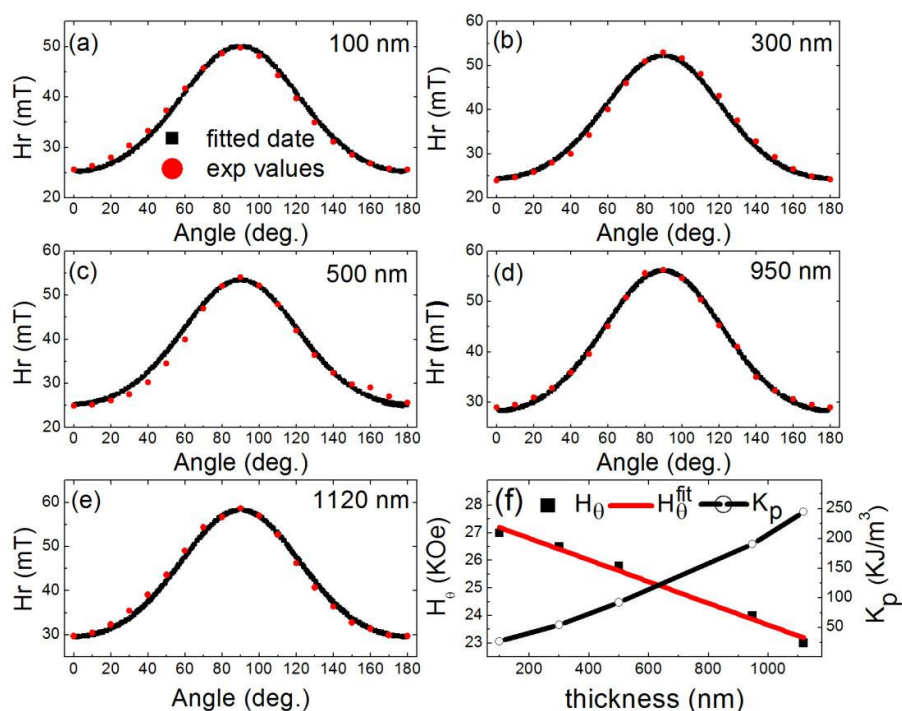 (a) 100 nm
Hr (mT)
50
40
30
20
fitted date
exp values
0 20 40 60 80 100 120 140 160 180
Angle (deg.)
(b) 300 nm
Hr (mT)
60
50
40
30
20
0 20 40 60 80 100 120 140 160 180
Angle (deg.)
(c) 500 nm
Hr (mT)
60
50
40
30
20
0 20 40 60 80 100 120 140 160 180
Angle (deg.)
(d) 950 nm
Hr (mT)
60
50
40
30
0 20 40 60 80 100 120 140 160 180
Angle (deg.)
(e) 1120 nm
Hr (mT)
60
50
40
30
0 20 40 60 80 100 120 140 160 180
Angle (deg.)
(f) Hθ Hθfit Kp
Hθ (KOe)
28
27
26
25
24
23
250
200
150
100
50
Kp (KJ/m3)
200 400 600 800 1000
thickness (nm)